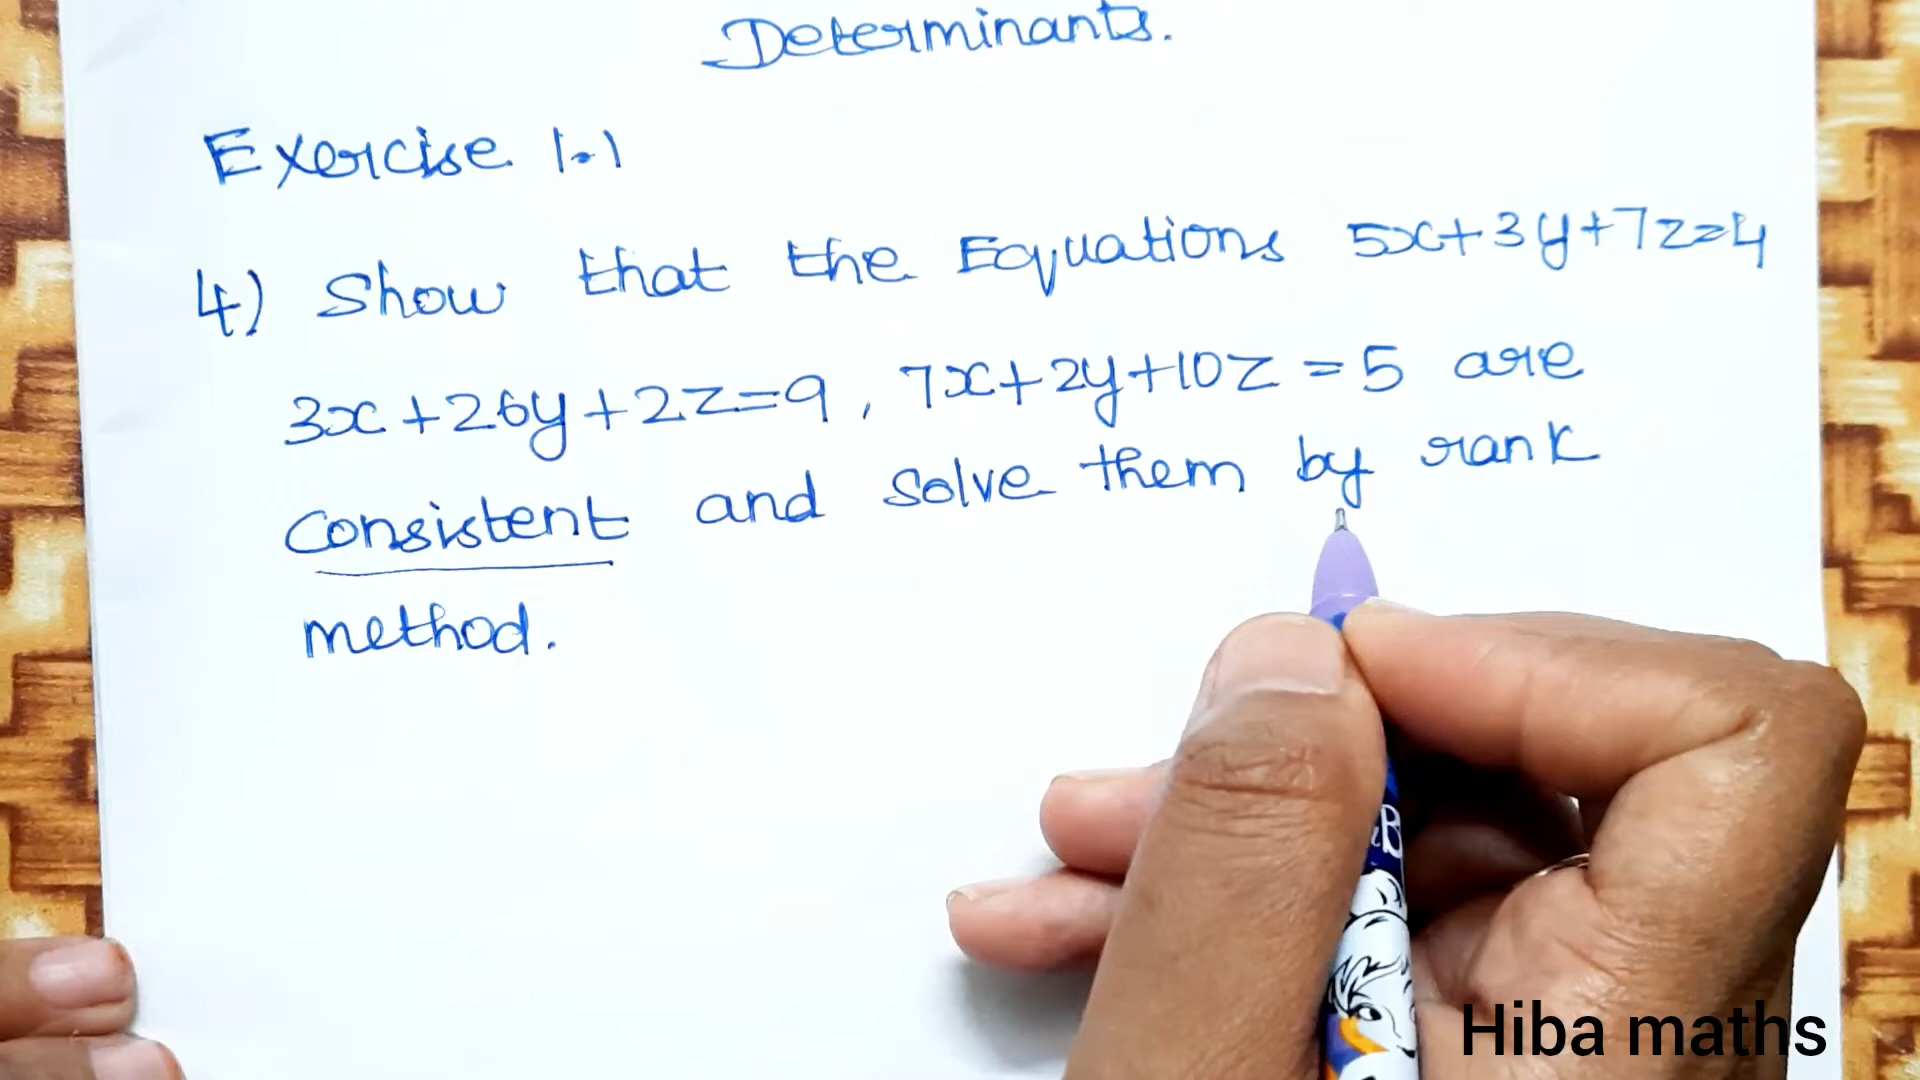 Determinants.
Exercise 1.1
4) Show that the Equations 5x+3y+7z=4
3x+26y+2z=9, 7x+2y+10z=5 are
consistent and solve them by rank
method.
B
Hiba maths